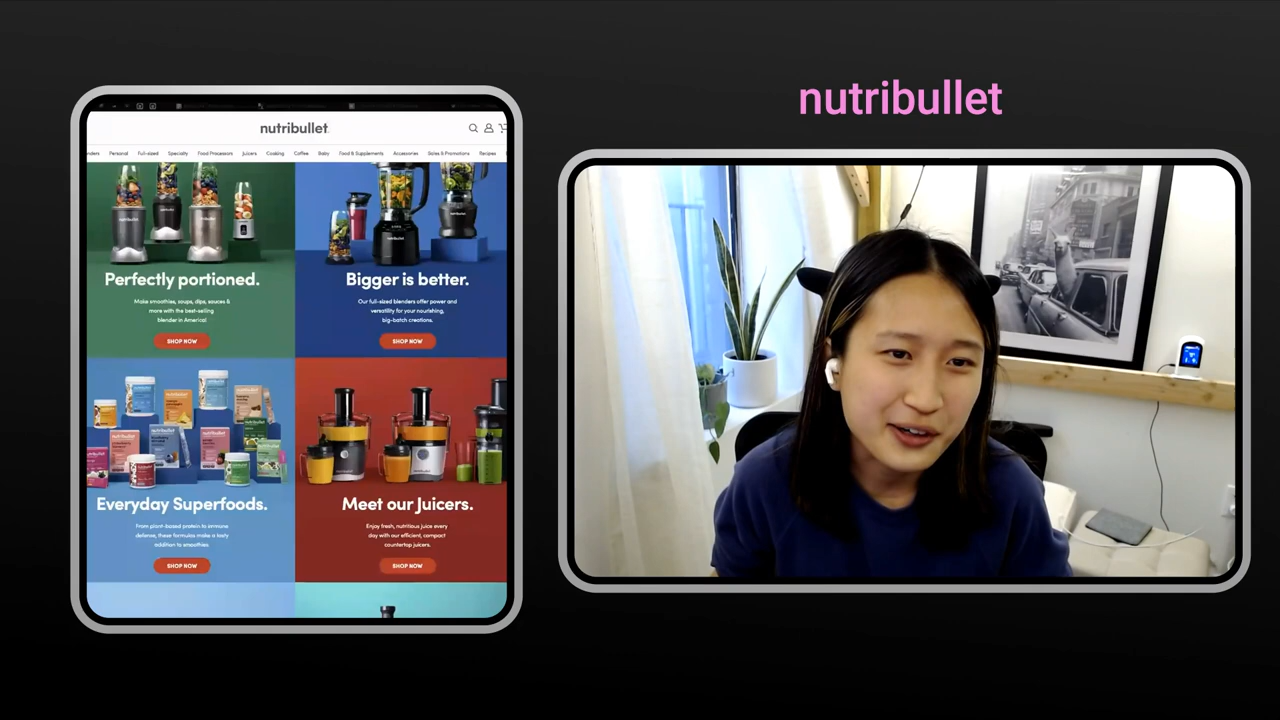 nutribullet
nutribullet.
Personal Full-sized Specialty Food Processors Juicers Cooking Coffee Baby Food & Supplements Accessories Sales & Promotions Recipes
Perfectly portioned.
Make smoothies, soups, dips, sauces &
more with the best-selling
blender in America!
SHOP NOW
Bigger is better.
Our full-sized blenders offer power and
versatility for your nourishing,
big-batch creations.
SHOP NOW
Everyday Superfoods.
From plant-based protein to immune
defense, these formulas make a tasty
addition to smoothies.
SHOP NOW
Meet our Juicers.
Enjoy fresh, nutritious juice every
day with our efficient, compact
countertop juicers.
SHOP NOW